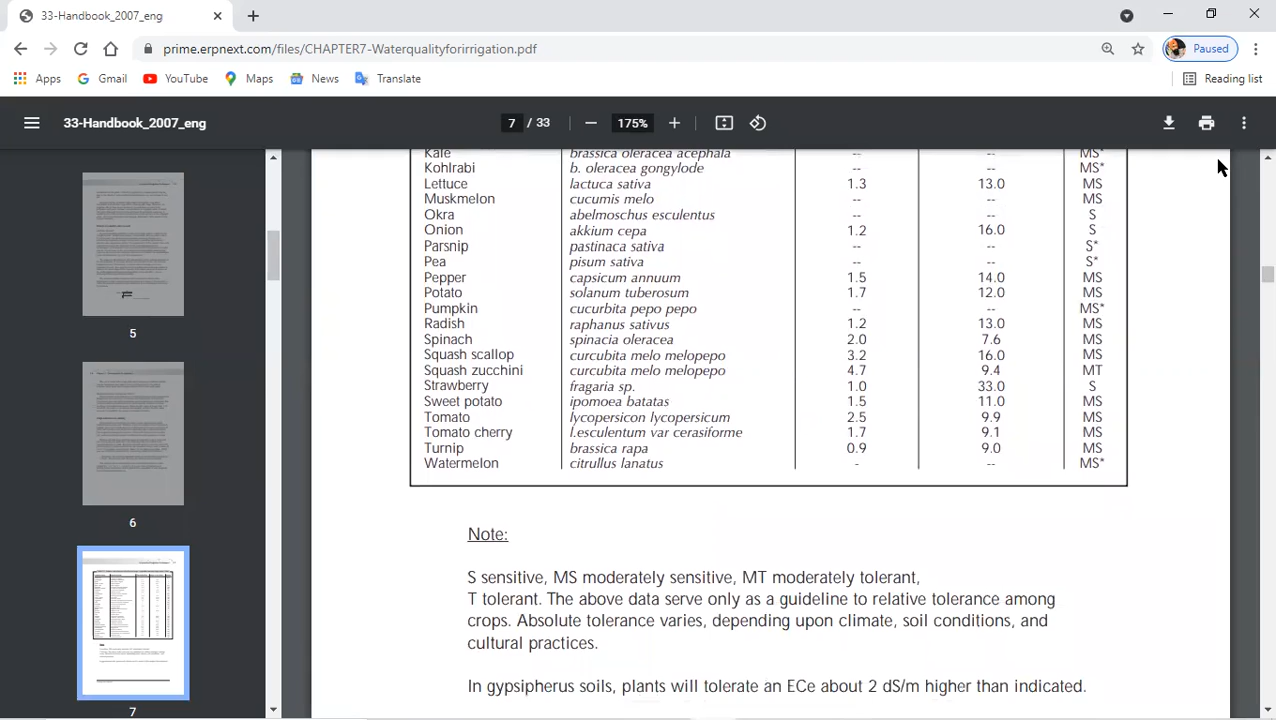 33-Handbook_2007_eng
prime.erpnext.com/files/CHAPTER7-Waterqualityforirrigation.pdf
Paused
Apps Gmail YouTube Maps News Translate Reading list
33-Handbook_2007_eng 7 / 33 175%
5
6
7
Kale brassica oleracea acephala -- -- MS*
Kohlrabi b. oleracea gongylode -- -- MS*
Lettuce lactuca sativa 1.3 13.0 MS
Muskmelon cucumis melo -- -- MS
Okra abelmoschus esculentus -- -- S
Onion akkium cepa 1.2 16.0 S
Parsnip pastinaca sativa -- -- S*
Pea pisum sativa -- -- S*
Pepper capsicum annuum 1.5 14.0 MS
Potato solanum tuberosum 1.7 12.0 MS
Pumpkin cucurbita pepo pepo -- -- MS*
Radish raphanus sativus 1.2 13.0 MS
Spinach spinacia oleracea 2.0 7.6 MS
Squash scallop curcubita melo melopepo 3.2 16.0 MS
Squash zucchini curcubita melo melopepo 4.7 9.4 MT
Strawberry fragaria sp. 1.0 33.0 S
Sweet potato ipomoea batatas 1.5 11.0 MS
Tomato lycopersicon lycopersicum 2.5 9.9 MS
Tomato cherry l.esculentum var cerasiforme 1.7 9.1 MS
Turnip brassica rapa 0.9 9.0 MS
Watermelon citrullus lanatus - -- MS*
Note:
S sensitive, MS moderately sensitive, MT moderately tolerant,
T tolerant. The above data serve only as a guideline to relative tolerance among
crops. Absolute tolerance varies, depending upon climate, soil conditions, and
cultural practices.
In gypsipherus soils, plants will tolerate an ECe about 2 dS/m higher than indicated.